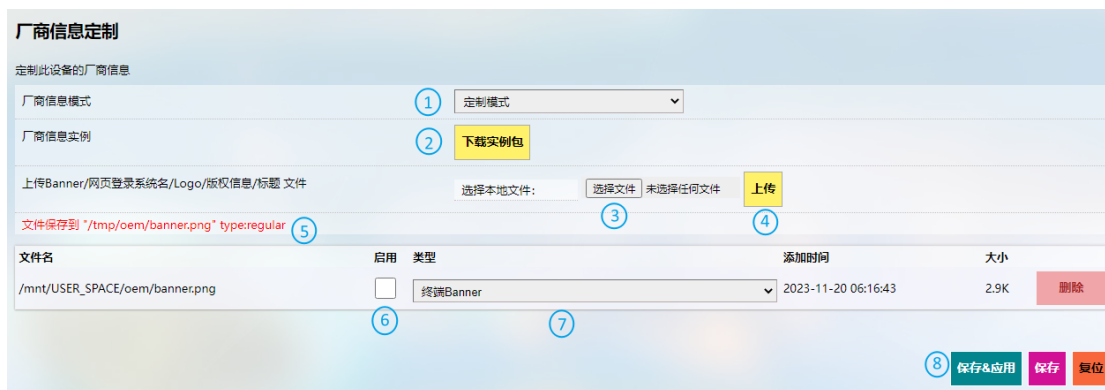 厂商信息定制
定制此设备的厂商信息
厂商信息模式 1 定制模式
厂商信息实例 2 下载实例包
上传Banner/网页登录系统名/Logo/版权信息/标题 文件 选择本地文件: 选择文件 未选择任何文件 上传
3 4
文件保存到 "/tmp/oem/banner.png" type:regular 5
文件名 启用 类型 添加时间 大小
/mnt/USER_SPACE/oem/banner.png 终端Banner 2023-11-20 06:16:43 2.9K 删除
6 7
8 保存&应用 保存 复位